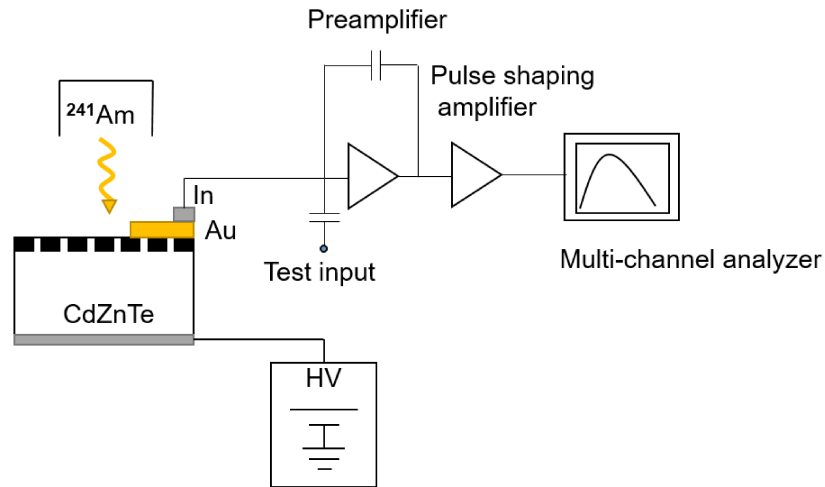 Preamplifier
Pulse shaping
amplifier
²⁴¹Am
In
Au
Test input
Multi-channel analyzer
CdZnTe
HV